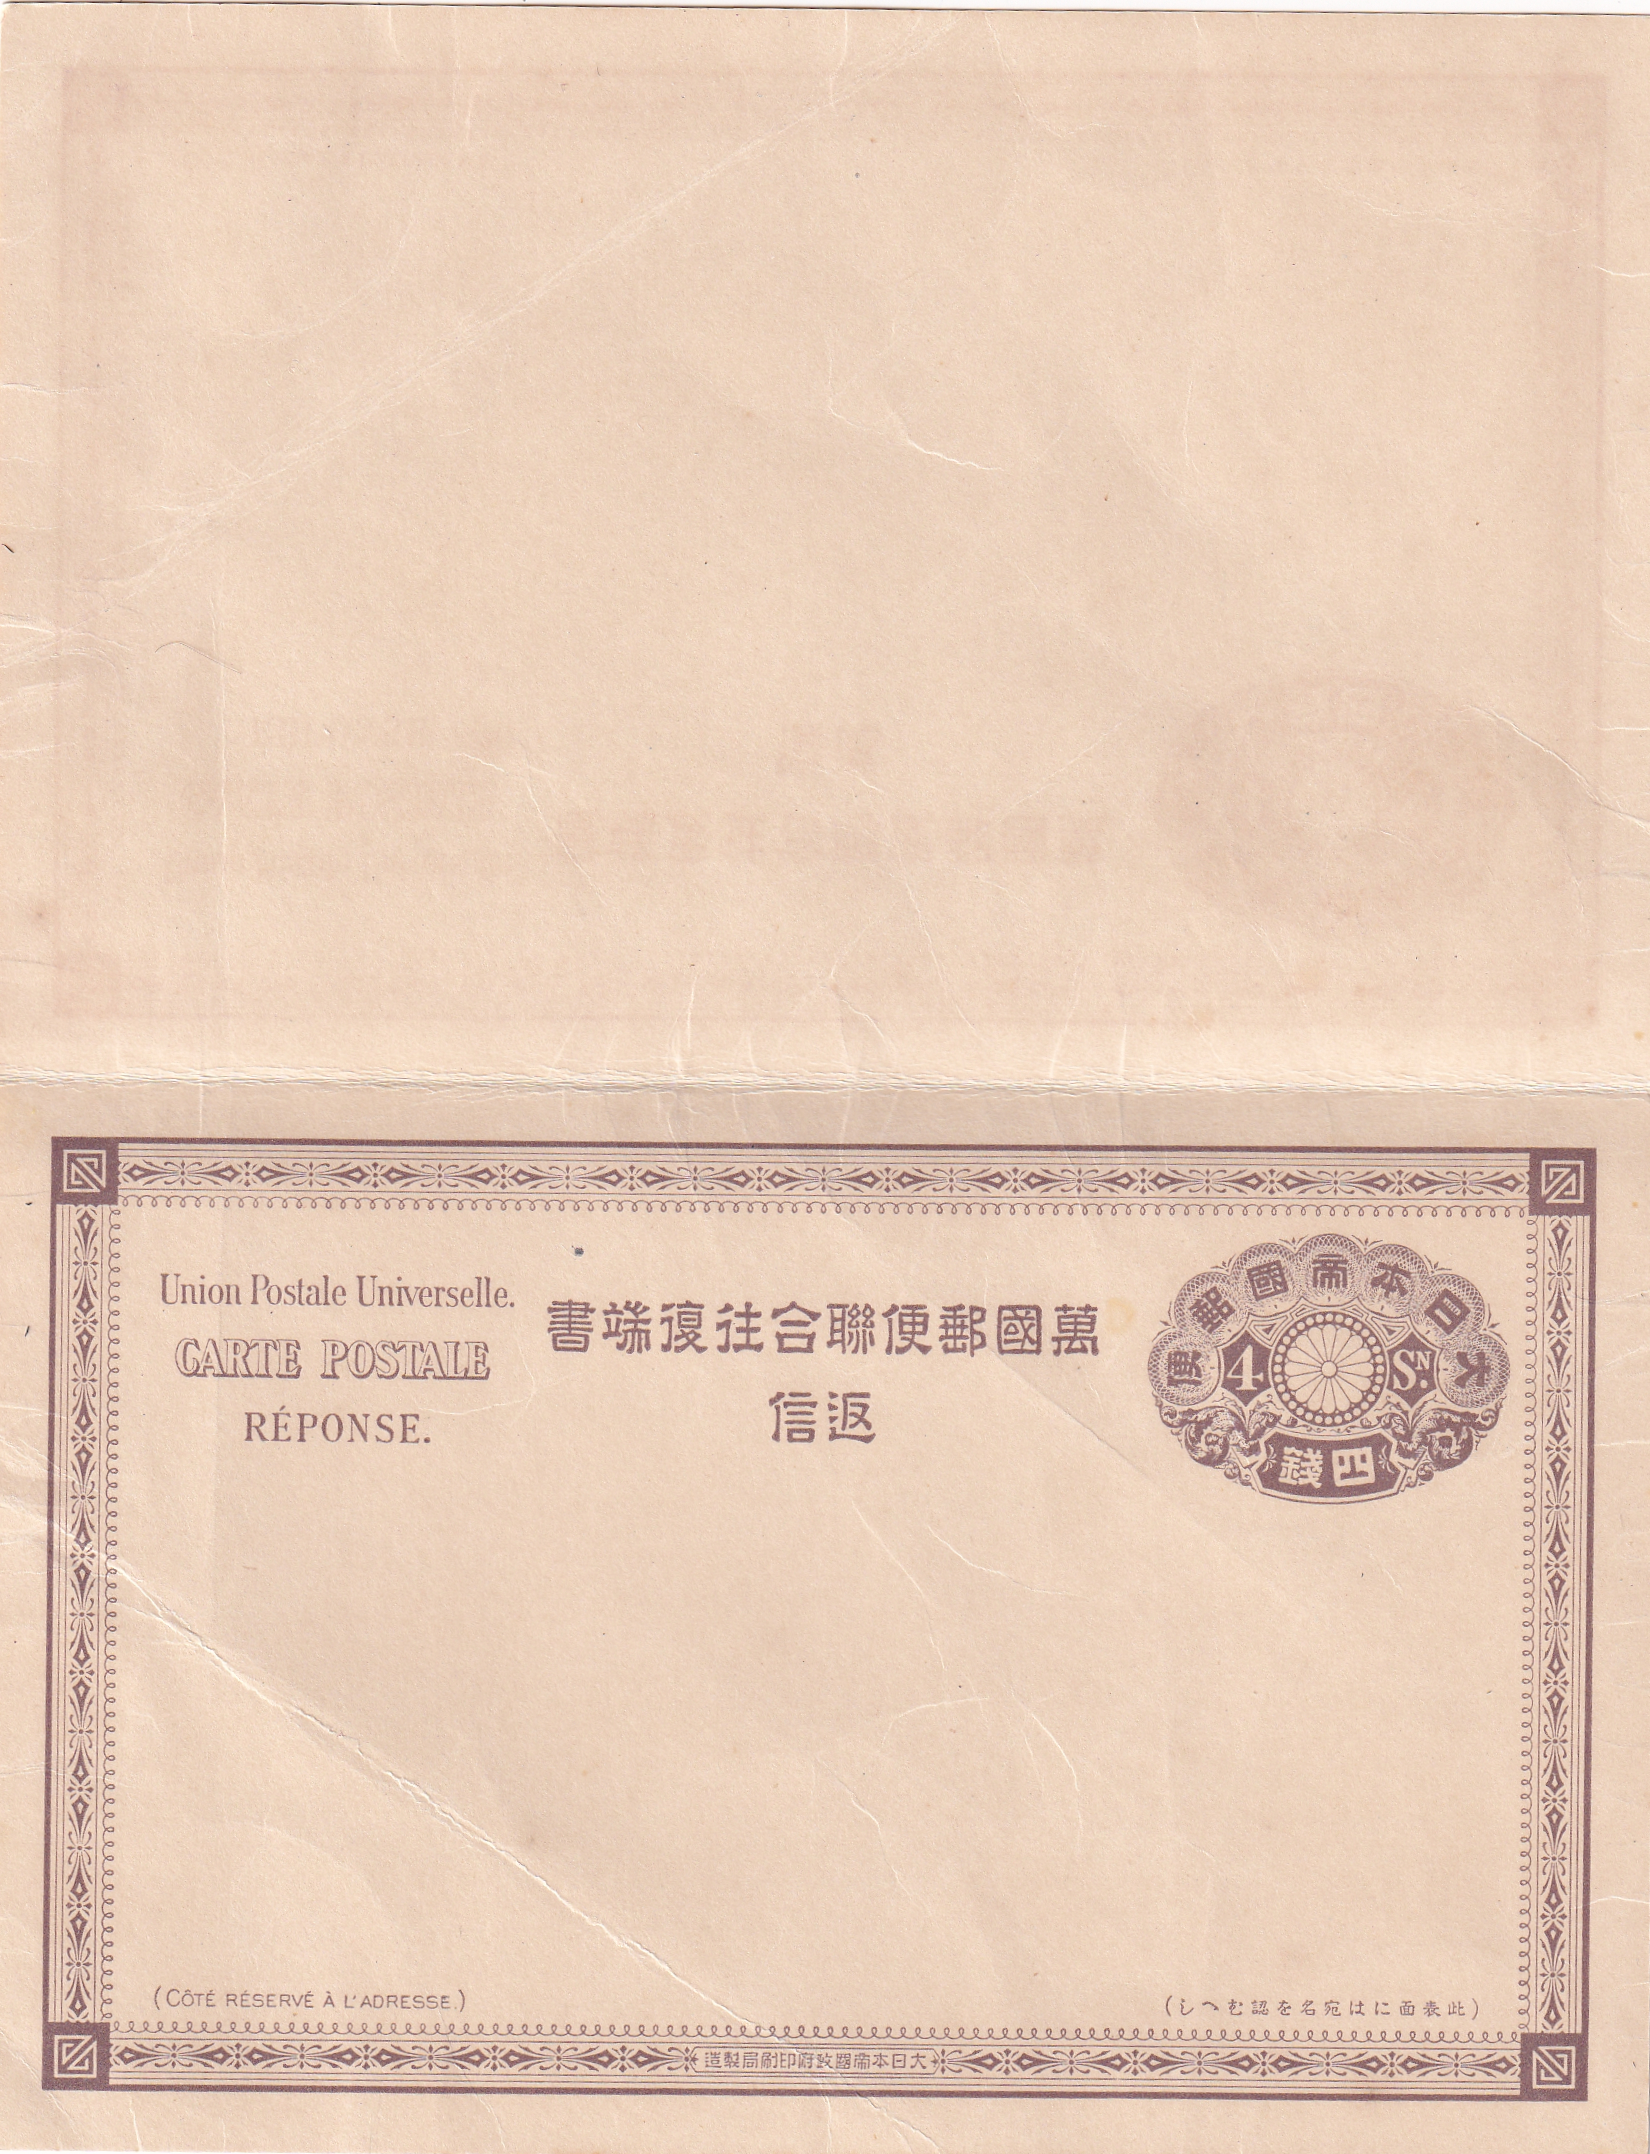 Union Postale Universelle.
CARTE POSTALE
RÉPONSE.
萬國郵便聯合往復端書
返信
大日本帝國郵便
4 SN.
四錢
(CÔTÉ RÉSERVÉ À L'ADRESSE.)
(此表面には宛名を認むへし)
大日本帝國政府印刷局製造